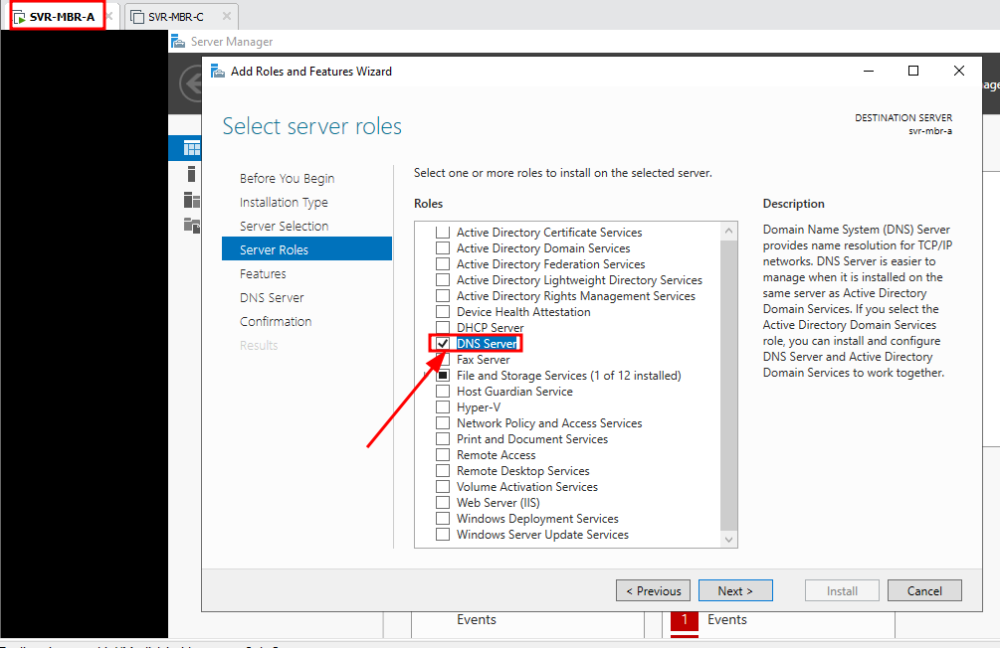 SVR-MBR-A
SVR-MBR-C
Server Manager
Add Roles and Features Wizard
Select server roles
DESTINATION SERVER
svr-mbr-a
Before You Begin
Installation Type
Server Selection
Server Roles
Features
DNS Server
Confirmation
Results
Select one or more roles to install on the selected server.
Roles
Active Directory Certificate Services
Active Directory Domain Services
Active Directory Federation Services
Active Directory Lightweight Directory Services
Active Directory Rights Management Services
Device Health Attestation
DHCP Server
DNS Server
Fax Server
File and Storage Services (1 of 12 installed)
Host Guardian Service
Hyper-V
Network Policy and Access Services
Print and Document Services
Remote Access
Remote Desktop Services
Volume Activation Services
Web Server (IIS)
Windows Deployment Services
Windows Server Update Services
Description
Domain Name System (DNS) Server
provides name resolution for TCP/IP
networks. DNS Server is easier to
manage when it is installed on the
same server as Active Directory
Domain Services. If you select the
Active Directory Domain Services
role, you can install and configure
DNS Server and Active Directory
Domain Services to work together.
< Previous
Next >
Install
Cancel
Events
1 Events